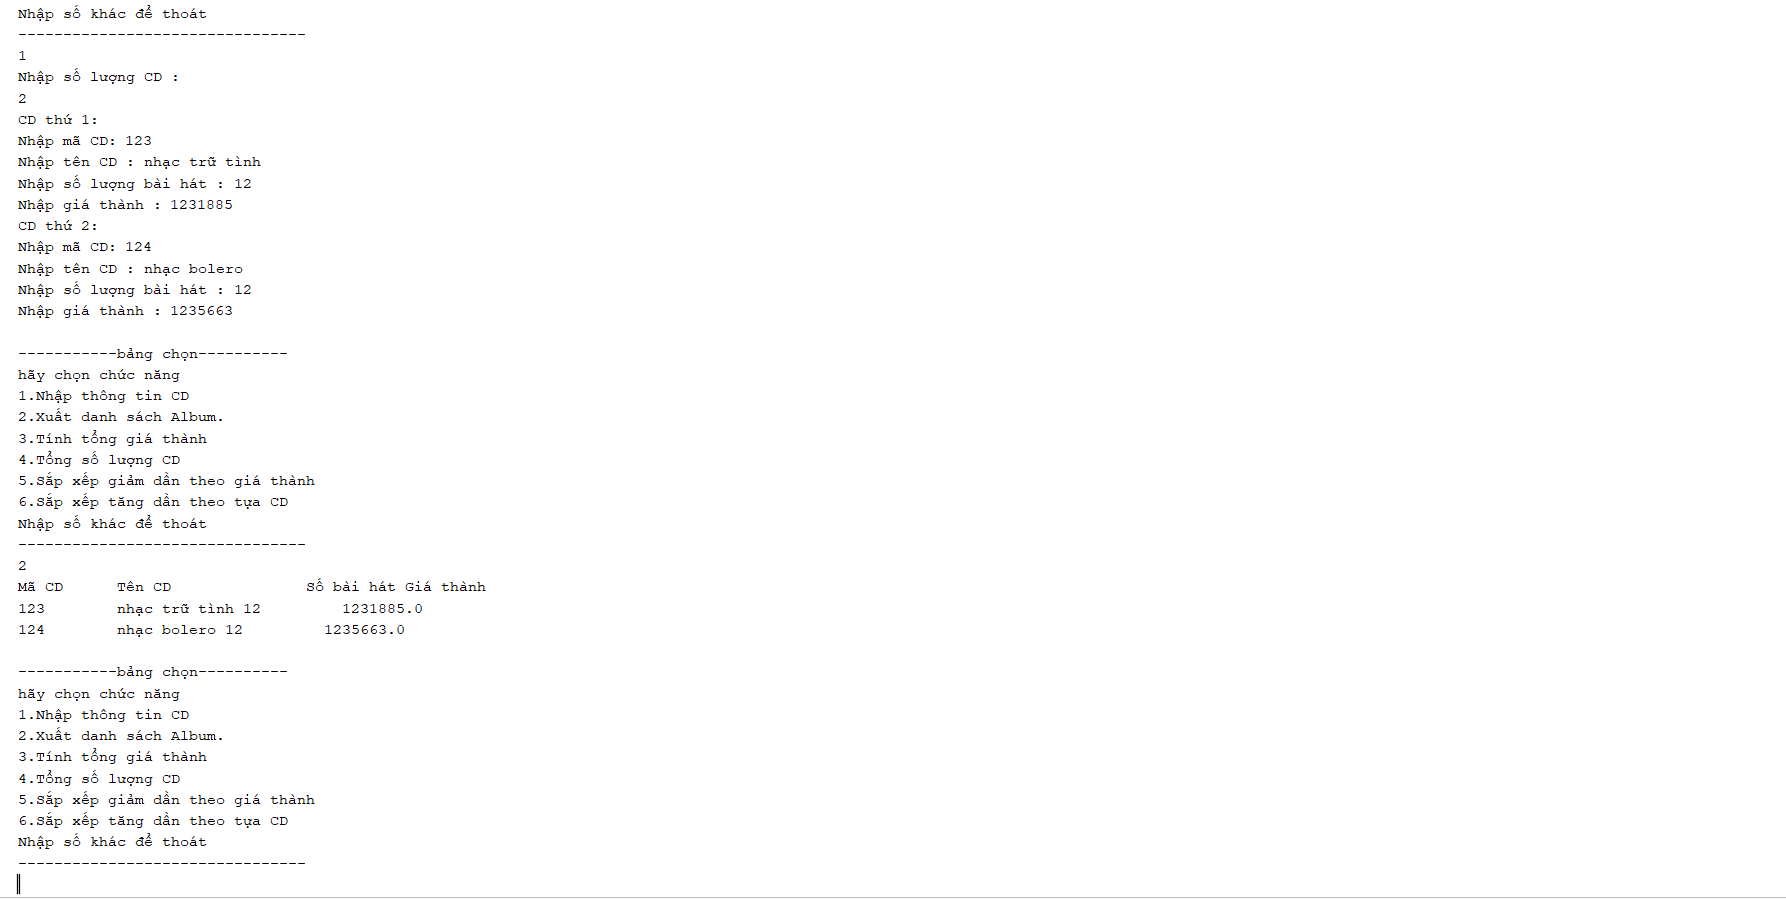 Nhập số khác để thoát
--------------------------------
1
Nhập số lượng CD :
2
CD thứ 1:
Nhập mã CD: 123
Nhập tên CD : nhạc trữ tình
Nhập số lượng bài hát : 12
Nhập giá thành : 1231885
CD thứ 2:
Nhập mã CD: 124
Nhập tên CD : nhạc bolero
Nhập số lượng bài hát : 12
Nhập giá thành : 1235663
-----------bảng chọn----------
hãy chọn chức năng
1.Nhập thông tin CD
2.Xuất danh sách Album.
3.Tính tổng giá thành
4.Tổng số lượng CD
5.Sắp xếp giảm dần theo giá thành
6.Sắp xếp tăng dần theo tựa CD
Nhập số khác để thoát
--------------------------------
2
Mã CD      Tên CD               Số bài hát Giá thành
123        nhạc trữ tình 12         1231885.0
124        nhạc bolero 12         1235663.0
-----------bảng chọn----------
hãy chọn chức năng
1.Nhập thông tin CD
2.Xuất danh sách Album.
3.Tính tổng giá thành
4.Tổng số lượng CD
5.Sắp xếp giảm dần theo giá thành
6.Sắp xếp tăng dần theo tựa CD
Nhập số khác để thoát
--------------------------------